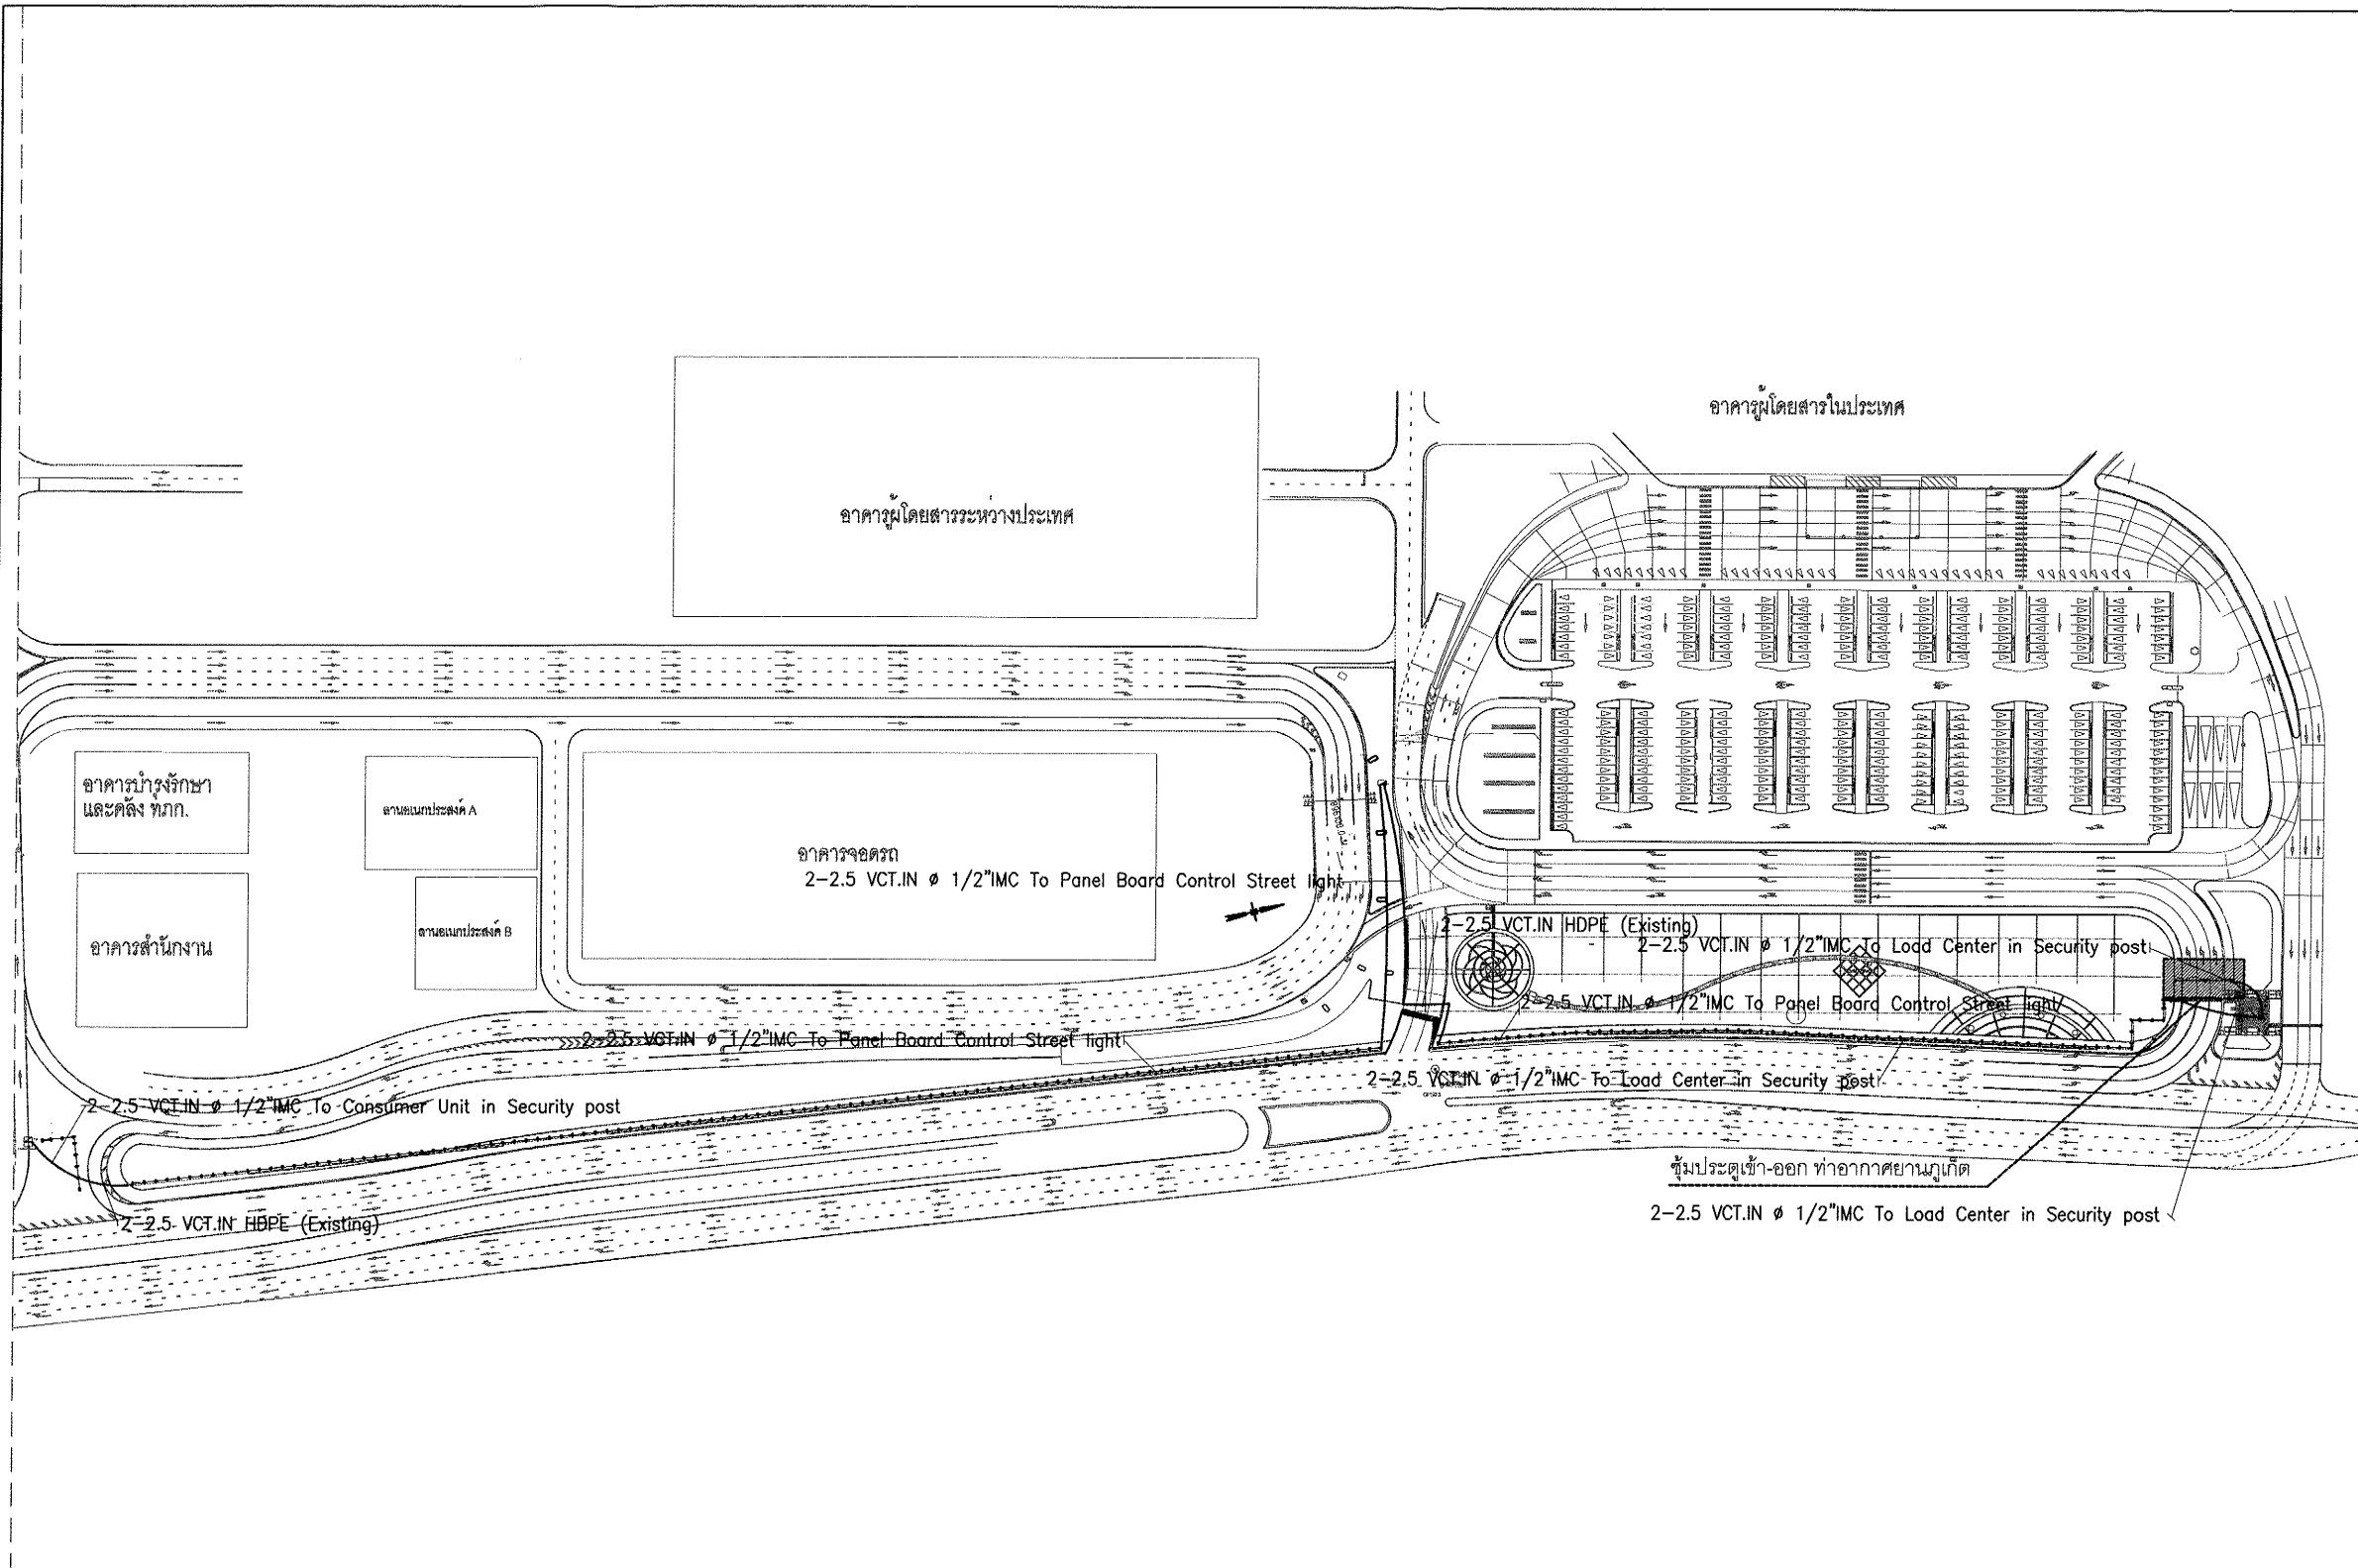 อาคารผู้โดยสารในประเทศ
อาคารผู้โดยสารระหว่างประเทศ
อาคารบำรุงรักษา
และคลัง ทภก.
ลานอเนกประสงค์ A
อาคารจอดรถ
2-2.5 VCT.IN ø 1/2"IMC To Panel Board Control Street light
ลานอเนกประสงค์ B
อาคารสำนักงาน
2-2.5 VCT.IN HDPE (Existing)
2-2.5 VCT.IN ø 1/2"IMC To Load Center in Security post
2-2.5 VCT.IN ø 1/2"IMC To Panel Board Control Street light
2-2.5 VCT.IN ø 1/2"IMC To Panel Board Control Street light
2-2.5 VCT.IN ø 1/2"IMC To Load Center in Security post
2-2.5 VCT.IN ø 1/2"IMC To Consumer Unit in Security post
ซุ้มประตูเข้า-ออก ท่าอากาศยานภูเก็ต
2-2.5 VCT.IN ø 1/2"IMC To Load Center in Security post
2-2.5 VCT.IN HDPE (Existing)